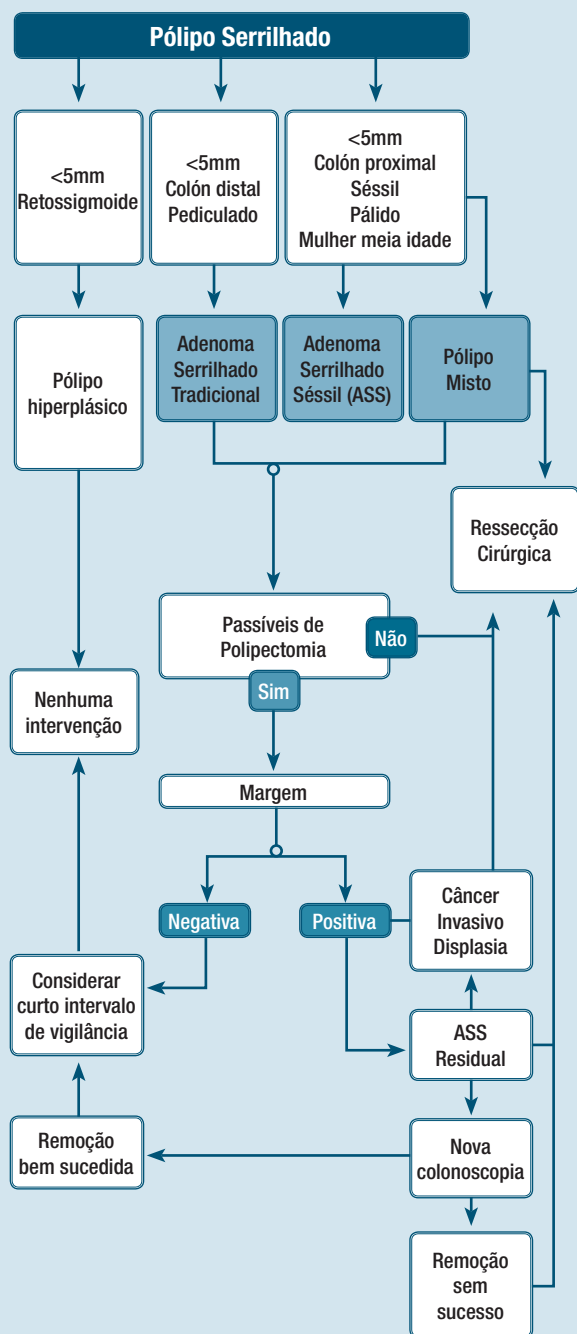 Pólipo Serrilhado
<5mm
Retossigmoide
<5mm
Colón distal
Pediculado
<5mm
Colón proximal
Séssil
Pálido
Mulher meia idade
Pólipo
hiperplásico
Adenoma
Serrilhado
Tradicional
Adenoma
Serrilhado
Séssil (ASS)
Pólipo
Misto
Ressecção
Cirúrgica
Passíveis de
Polipectomia
Não
Sim
Nenhuma
intervenção
Margem
Negativa
Positiva
Câncer
Invasivo
Displasia
Considerar
curto intervalo
de vigilância
ASS
Residual
Remoção
bem sucedida
Nova
colonoscopia
Remoção
sem
sucesso